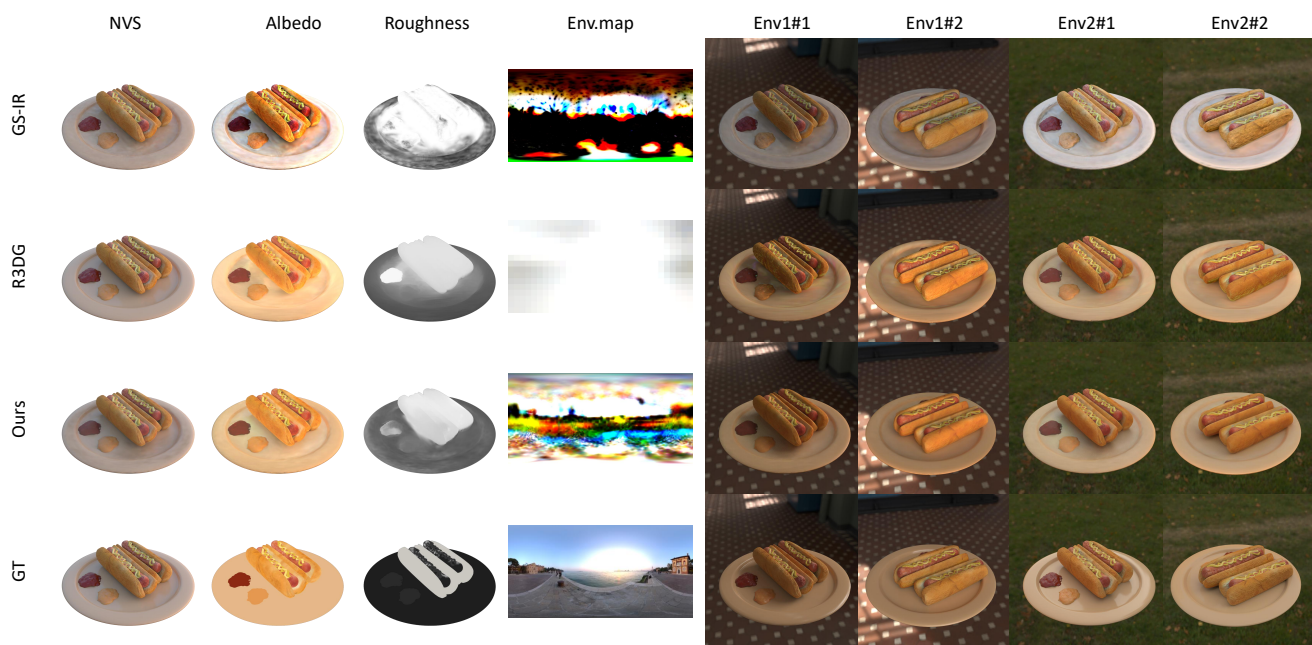 NVS Albedo Roughness Env.map Env1#1 Env1#2 Env2#1 Env2#2
GS-IR
R3DG
Ours
GT